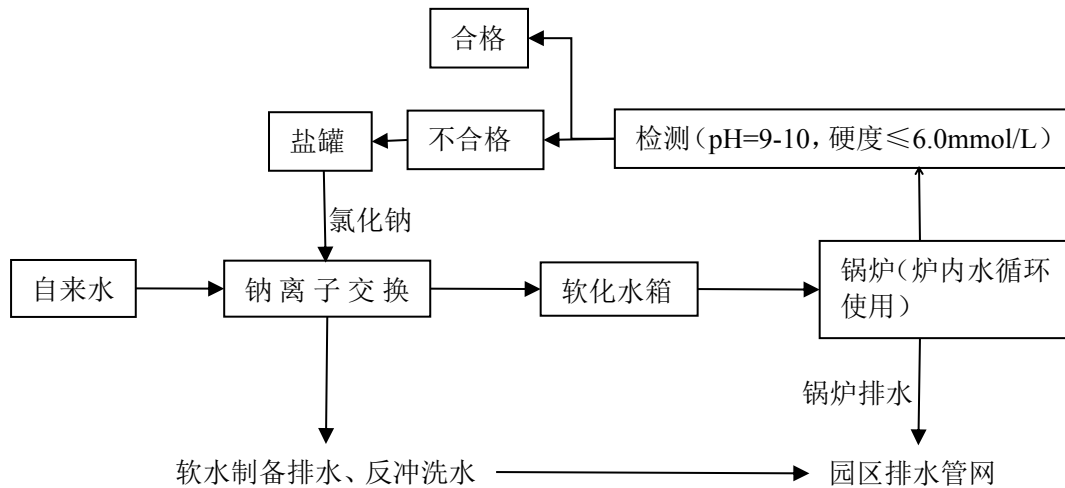 合格
盐罐
不合格
检测（pH=9-10，硬度≤6.0mmol/L）
氯化钠
自来水
钠离子交换
软化水箱
锅炉（炉内水循环
使用）
锅炉排水
软水制备排水、反冲洗水
园区排水管网